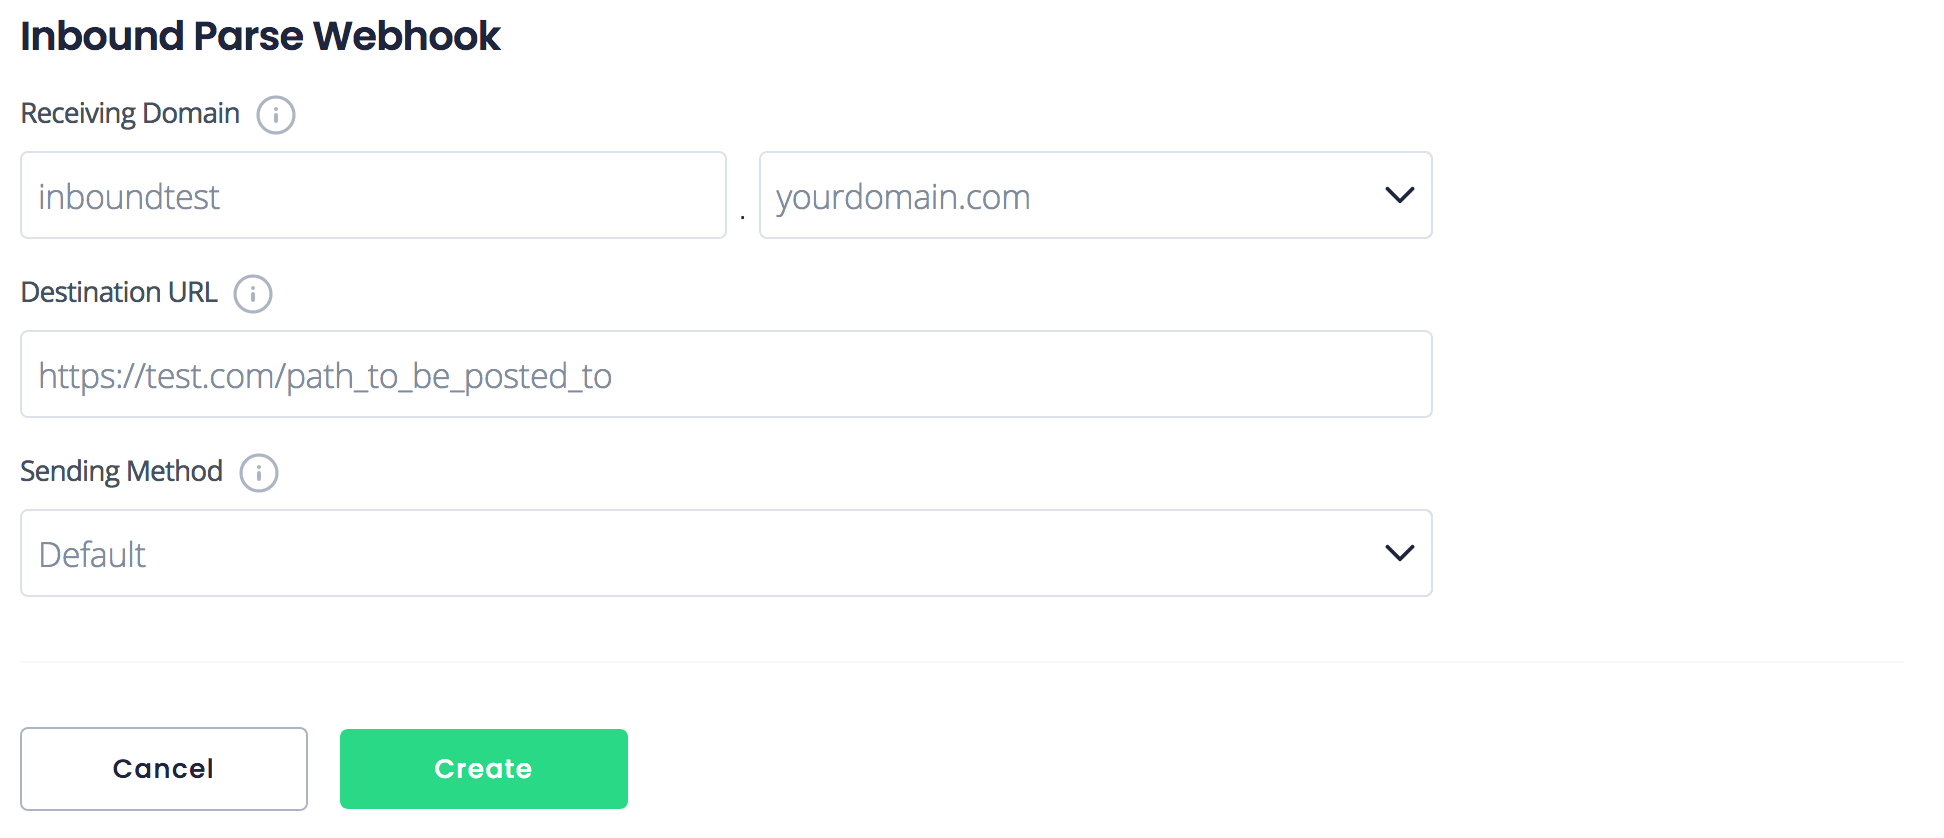 Inbound Parse Webhook
Receiving Domain
inboundtest . yourdomain.com
Destination URL
https://test.com/path_to_be_posted_to
Sending Method
Default
Cancel Create